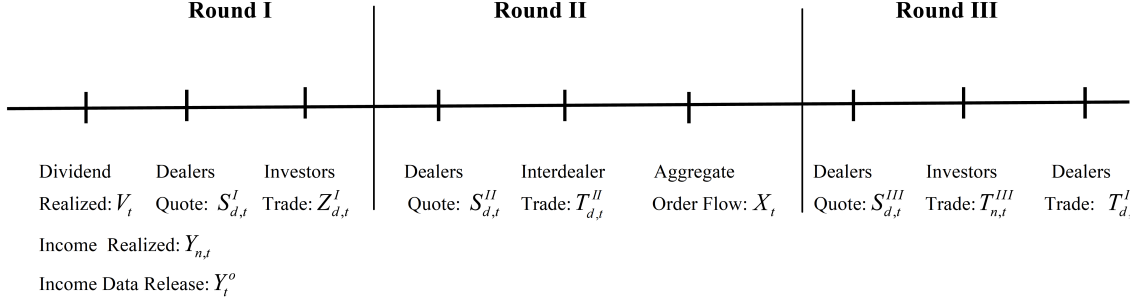 Round I Round II Round III
Dividend Dealers Investors Dealers Interdealer Aggregate Dealers Investors Dealers
Realized: V_t Quote: S^I_{d,t} Trade: Z^I_{d,t} Quote: S^{II}_{d,t} Trade: T^{II}_{d,t} Order Flow: X_t Quote: S^{III}_{d,t} Trade: T^{III}_{n,t} Trade:
Income Realized: Y_{n,t}
Income Data Release: Y^o_t